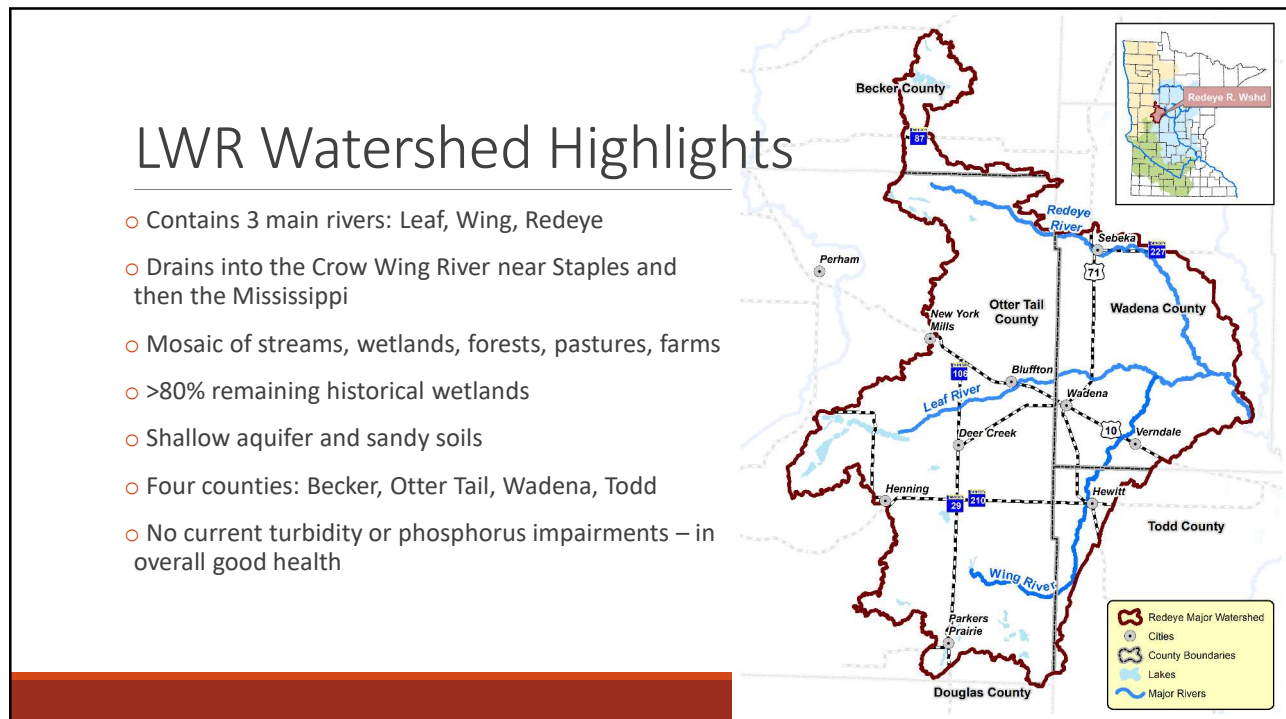 LWR Watershed Highlights
o Contains 3 main rivers: Leaf, Wing, Redeye
o Drains into the Crow Wing River near Staples and
then the Mississippi
o Mosaic of streams, wetlands, forests, pastures, farms
o >80% remaining historical wetlands
o Shallow aquifer and sandy soils
o Four counties: Becker, Otter Tail, Wadena, Todd
o No current turbidity or phosphorus impairments – in
overall good health
Becker County
87
Redeye R. Wshd
Redeye
River
Sebeka
227
71
Perham
Otter Tail
County
Wadena County
New York
Mills
106
Bluffton
Leaf River
Wadena
10
Verndale
Deer Creek
Henning
29
210
Hewitt
Todd County
Wing River
Parkers
Prairie
Douglas County
Redeye Major Watershed
Cities
County Boundaries
Lakes
Major Rivers